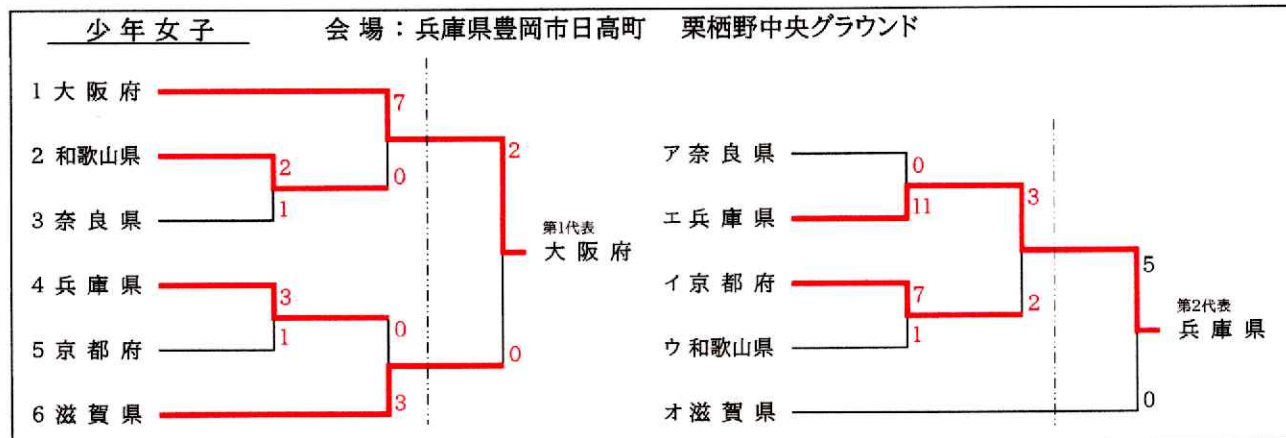 少年女子 会場：兵庫県豊岡市日高町 栗栖野中央グラウンド
1 大阪府
7
2 和歌山県
2
0
2
3 奈良県
1
第1代表
大阪府
4 兵庫県
3
0
5 京都府
1
0
6 滋賀県
3
ア 奈良県
0
エ 兵庫県
11
3
イ 京都府
7
2
5
ウ 和歌山県
1
第2代表
兵庫県
オ 滋賀県
0